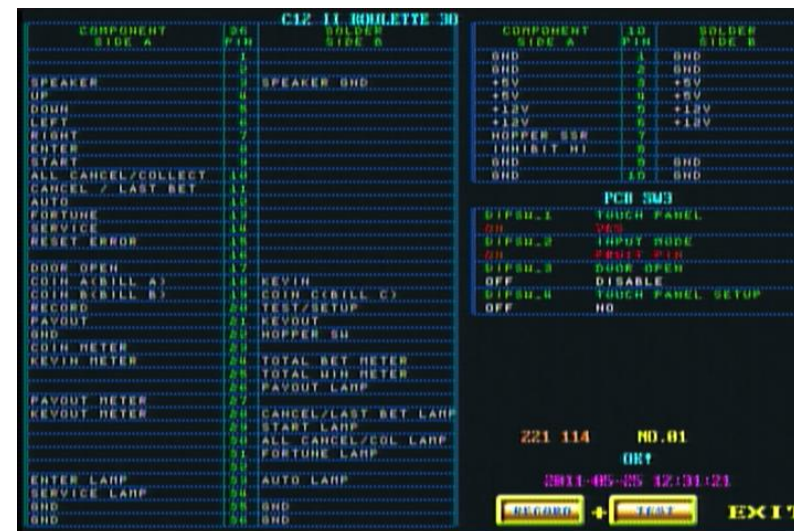 C12 II ROULETTE 3D
COMPONENT SIDE A 36 PIN SOLDER SIDE B
1
2
SPEAKER 3 SPEAKER GND
UP 4
DOWN 5
LEFT 6
RIGHT 7
ENTER 8
START 9
ALL CANCEL/COLLECT 10
CANCEL / LAST BET 11
AUTO 12
FORTUNE 13
SERVICE 14
RESET ERROR 15
16
DOOR OPEN 17
COIN A(BILL A) 18 KEYIN
COIN B(BILL B) 19 COIN C(BILL C)
RECORD 20 TEST/SETUP
PAYOUT 21 KEYOUT
GND 22 HOPPER SW
COIN METER 23
KEYIN METER 24 TOTAL BET METER
25 TOTAL WIN METER
26 PAYOUT LAMP
PAYOUT METER 27
KEYOUT METER 28 CANCEL/LAST BET LAMP
29 START LAMP
30 ALL CANCEL/COL LAMP
31 FORTUNE LAMP
32
ENTER LAMP 33 AUTO LAMP
SERVICE LAMP 34
GND 35 GND
GND 36 GND
COMPONENT SIDE A 10 PIN SOLDER SIDE B
GND 1 GND
GND 2 GND
+5V 3 +5V
+5V 4 +5V
+12V 5 +12V
+12V 6 +12V
HOPPER SSR 7
INHIBIT HI 8
GND 9 GND
GND 10 GND
PCB SW3
DIPSW_1 TOUCH PANEL
ON YES
DIPSW_2 INPUT MODE
ON FRUIT PIN
DIPSW_3 DOOR OPEN
OFF DISABLE
DIPSW_4 TOUCH PANEL SETUP
OFF NO
221 114 NO.01
OK!
2011-05-25 12:31:21
RECORD + TEST EXIT